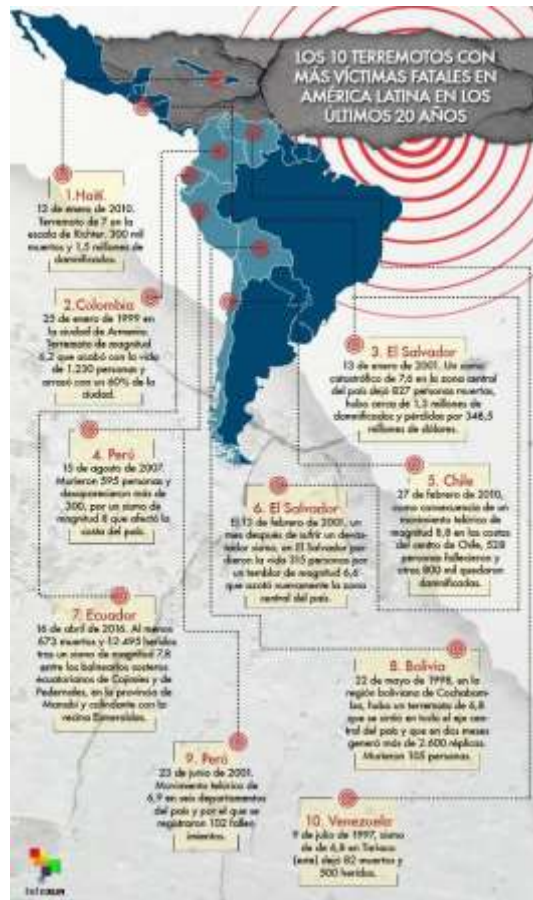 LOS 10 TERREMOTOS CON
MÁS VÍCTIMAS FATALES EN
AMÉRICA LATINA EN LOS
ÚLTIMOS 20 AÑOS
1.Haití
12 de enero de 2010.
Terremoto de 7 en la
escala de Richter. 300 mil
muertos y 1,5 millones de
damnificados.
2.Colombia
25 de enero de 1999 en
la ciudad de Armenia.
Terremoto de magnitud
6,2 que acabó con la vida
de 1.230 personas y
arrasó con un 60% de la
ciudad.
3. El Salvador
13 de enero de 2001. Un sismo
catastrófico de 7,6 en la zona central
del país dejó 827 personas muertas,
hubo cerca de 1,3 millones de
damnificados y pérdidas por 348,5
millones de dólares.
4. Perú
15 de agosto de 2007.
Murieron 595 personas y
desaparecieron más de
300, por un sismo de
magnitud 8 que afectó la
costa del país.
5. Chile
27 de febrero de 2010,
como consecuencia de un
movimiento telúrico de
magnitud 8,8 en las costas
del centro de Chile, 528
personas fallecieron y
otras 800 mil quedaron
damnificadas.
6. El Salvador
El 13 de febrero de 2001, un
mes después de sufrir un devas-
tador sismo, en El Salvador per-
dieron la vida 315 personas por
un temblor de magnitud 6,6
que azotó nuevamente la zona
central del país.
7. Ecuador
16 de abril de 2016. Al menos
673 muertos y 12.495 heridos
tras un sismo de magnitud 7,8
entre los balnearios costeros
ecuatorianos de Cojimíes y de
Pedernales, en la provincia de
Manabí y colindante con la
vecina Esmeraldas.
8. Bolivia
22 de mayo de 1998, en la
región boliviana de Cochabam-
ba, hubo un terremoto de 6,8
que se sintió en todo el eje cen-
tral del país y que en dos meses
generó más de 2.600 réplicas.
Murieron 105 personas.
9. Perú
23 de junio de 2001.
Movimiento telúrico de
6,9 en seis departamentos
del país y por el que se
registraron 102 falleci-
mientos.
10. Venezuela
9 de julio de 1997, sismo
de de 6,8 en Cariaco
(este) dejó 82 muertos y
500 heridos.
teleSUR